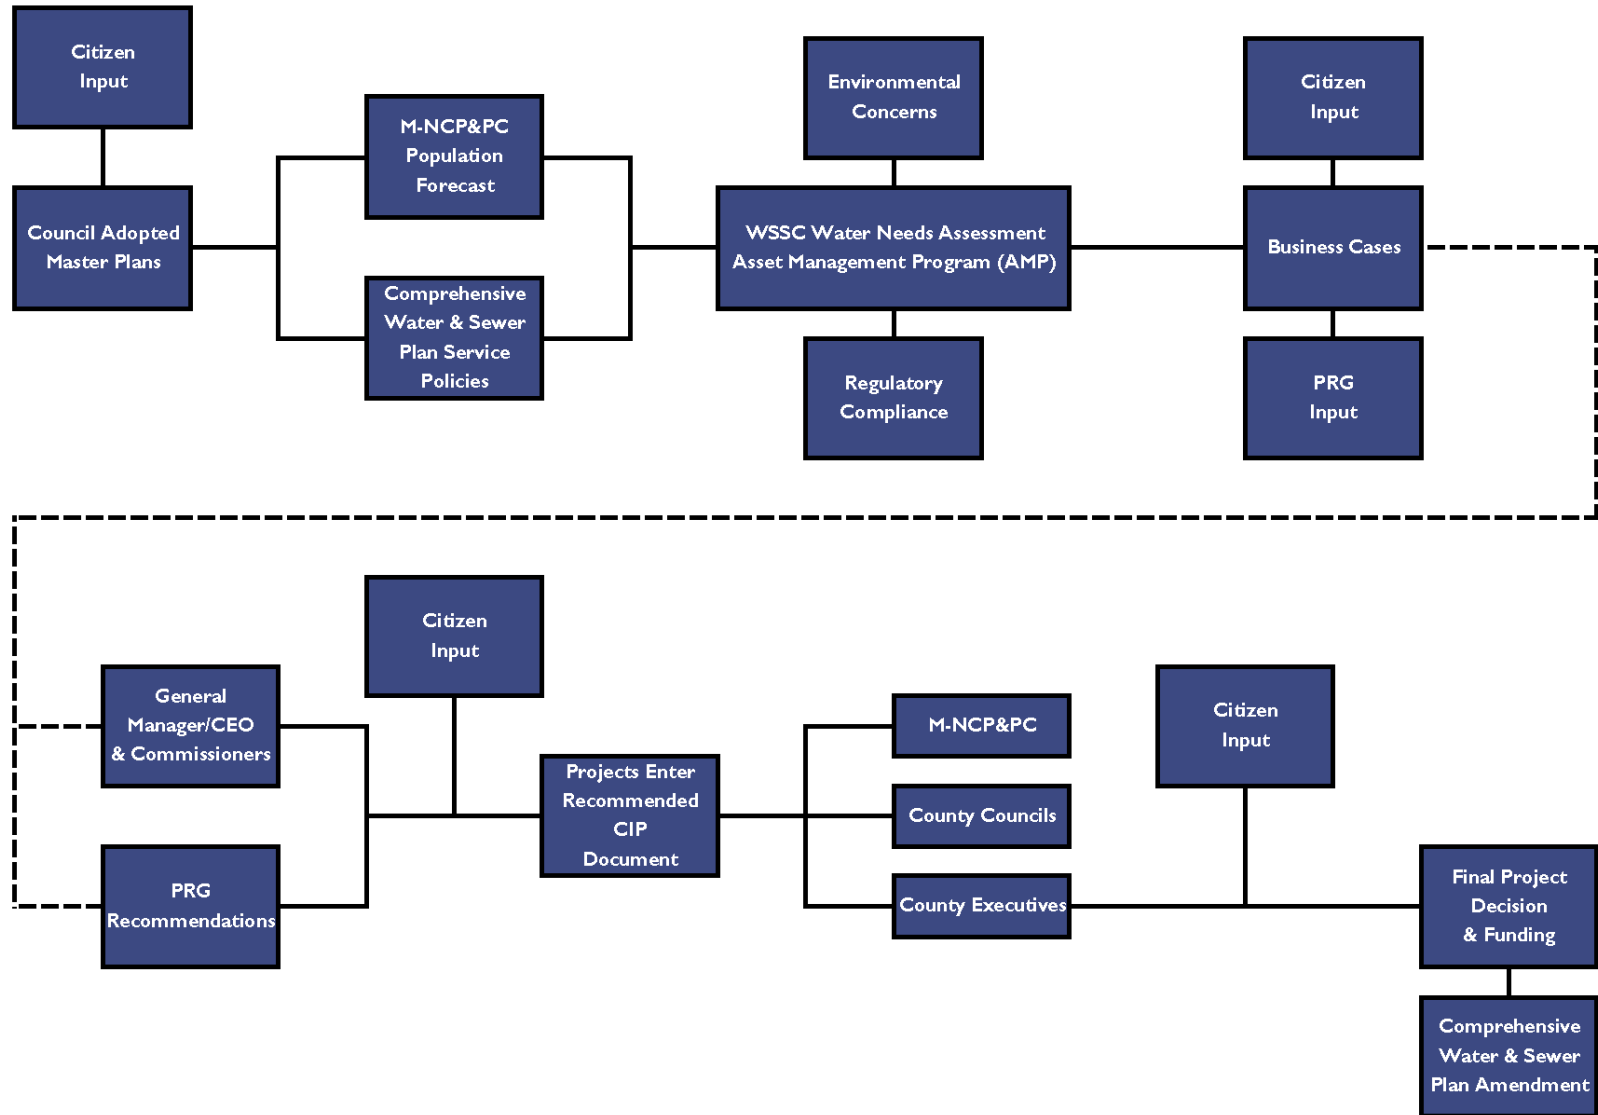 Citizen
Input
Council Adopted
Master Plans
M-NCP&PC
Population
Forecast
Comprehensive
Water & Sewer
Plan Service
Policies
Environmental
Concerns
WSSC Water Needs Assessment
Asset Management Program (AMP)
Regulatory
Compliance
Citizen
Input
Business Cases
PRG
Input
General
Manager/CEO
& Commissioners
PRG
Recommendations
Citizen
Input
Projects Enter
Recommended
CIP
Document
M-NCP&PC
County Councils
County Executives
Citizen
Input
Final Project
Decision
& Funding
Comprehensive
Water & Sewer
Plan Amendment